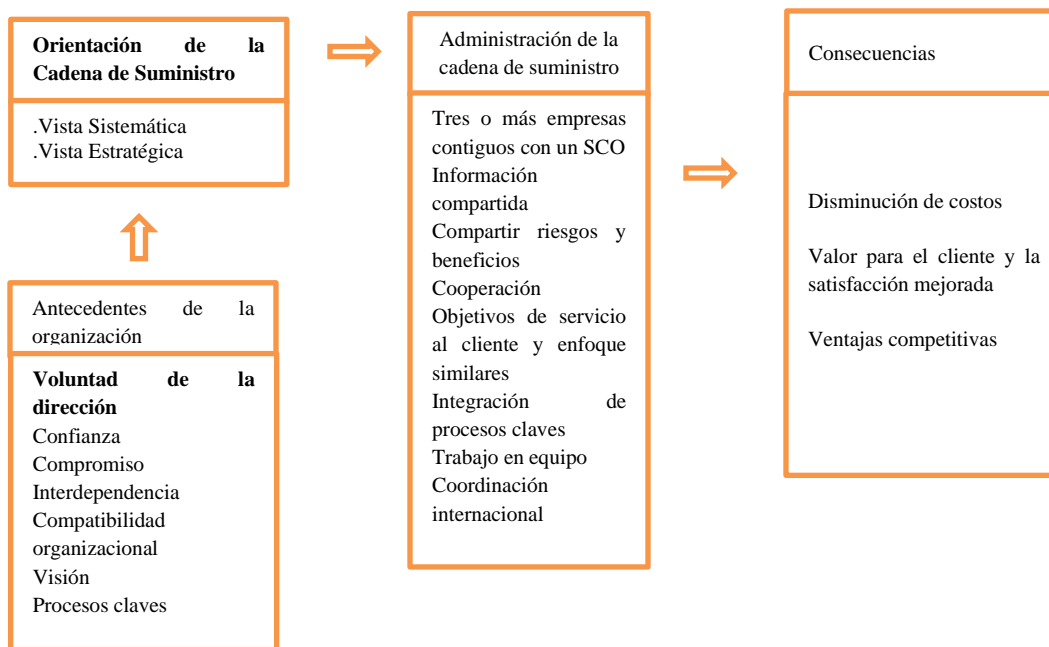 Orientación de la
Cadena de Suministro
.Vista Sistemática
.Vista Estratégica
Antecedentes de la
organización
Voluntad de la
dirección
Confianza
Compromiso
Interdependencia
Compatibilidad
organizacional
Visión
Procesos claves
Administración de la
cadena de suministro
Tres o más empresas
contiguos con un SCO
Información
compartida
Compartir riesgos y
beneficios
Cooperación
Objetivos de servicio
al cliente y enfoque
similares
Integración de
procesos claves
Trabajo en equipo
Coordinación
internacional
Consecuencias
Disminución de costos
Valor para el cliente y la
satisfacción mejorada
Ventajas competitivas